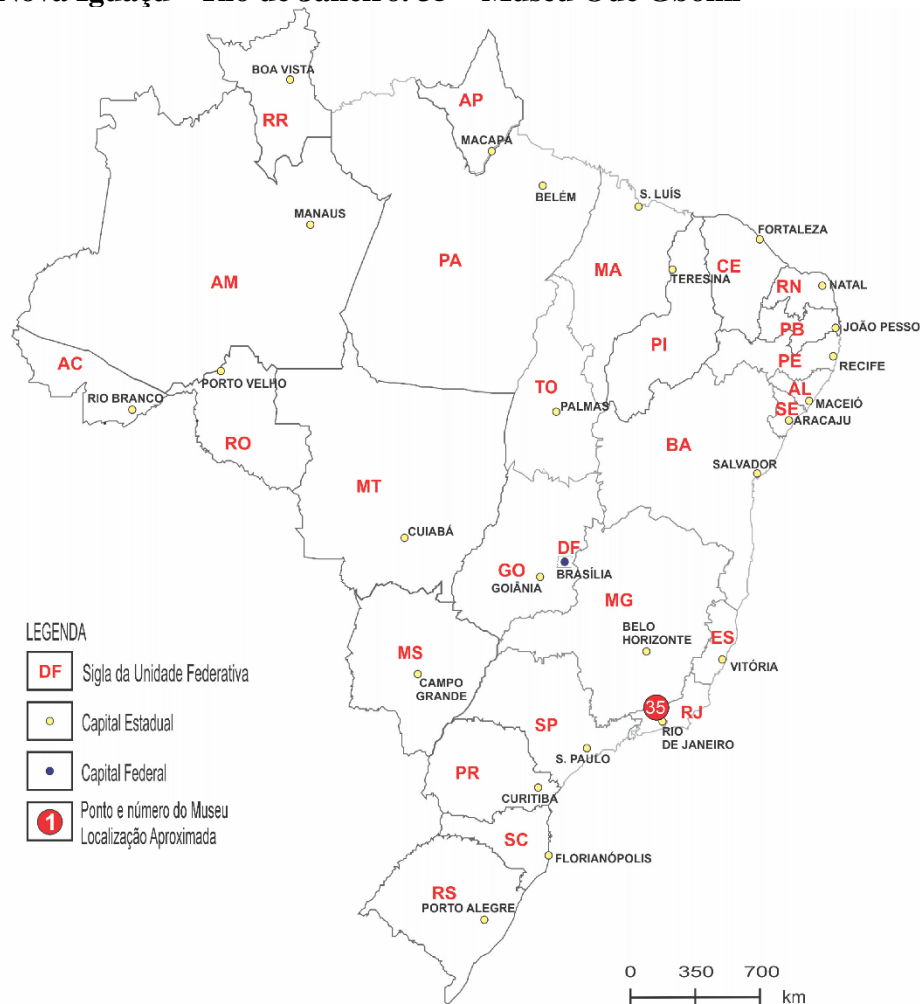 Nova Iguaçu – Rio de Janeiro. 35 – Museu
BOA VISTA
AP
RR
MACAPÁ
BELÉM
S. LUÍS
MANAUS
FORTALEZA
PA
MA
CE
AM
TERESINA
RN
NATAL
PB
JOÃO PESSO
PI
PE
AC
RECIFE
PORTO VELHO
TO
AL
RIO BRANCO
PALMAS
SE
MACEIÓ
ARACAJU
RO
BA
SALVADOR
MT
CUIABÁ
DF
GO
BRASÍLIA
GOIÂNIA
MG
BELO
HORIZONTE
ES
MS
VITÓRIA
CAMPO
GRANDE
35
RJ
SP
RIO
DE JANEIRO
S. PAULO
PR
CURITIBA
SC
FLORIANÓPOLIS
RS
PORTO ALEGRE
LEGENDA
DF Sigla da Unidade Federativa
Capital Estadual
Capital Federal
1 Ponto e número do Museu
Localização Aproximada
0 350 700
km